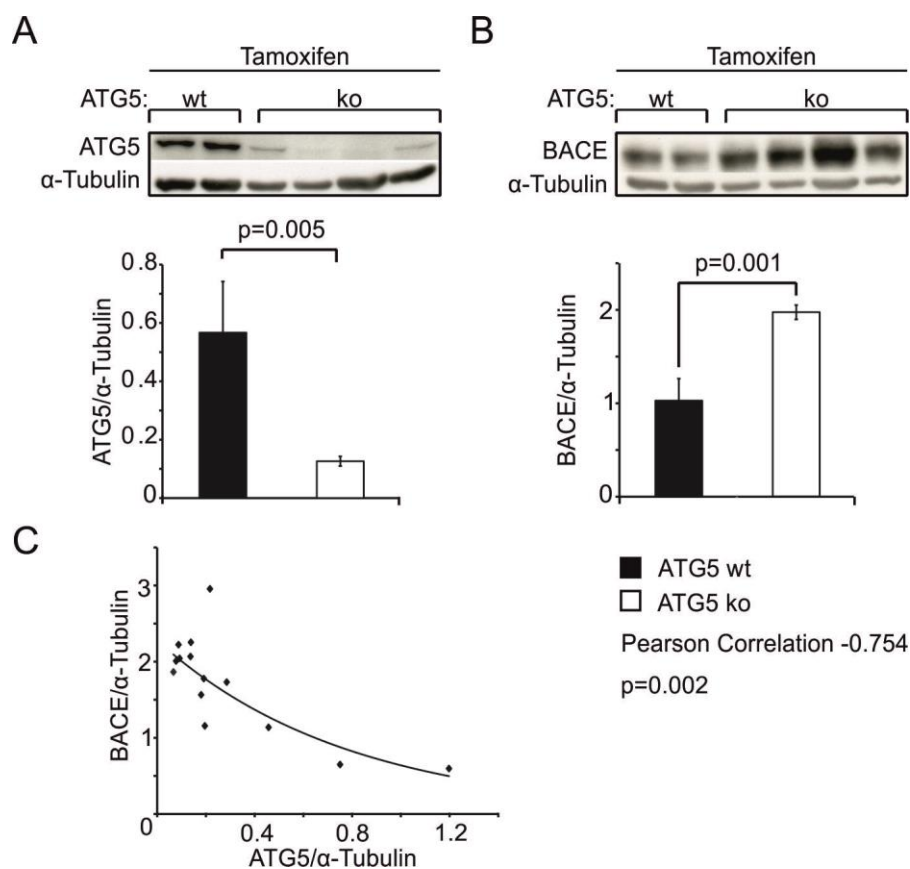 A
Tamoxifen
ATG5: wt ko
ATG5
α-Tubulin
p=0.005
0.8
0.6
0.4
0.2
0
ATG5/α-Tubulin
B
Tamoxifen
ATG5: wt ko
BACE
α-Tubulin
p=0.001
2
1
0
BACE/α-Tubulin
C
3
2
1
0
0.4 0.8 1.2
BACE/α-Tubulin
ATG5/α-Tubulin
ATG5 wt
ATG5 ko
Pearson Correlation -0.754
p=0.002